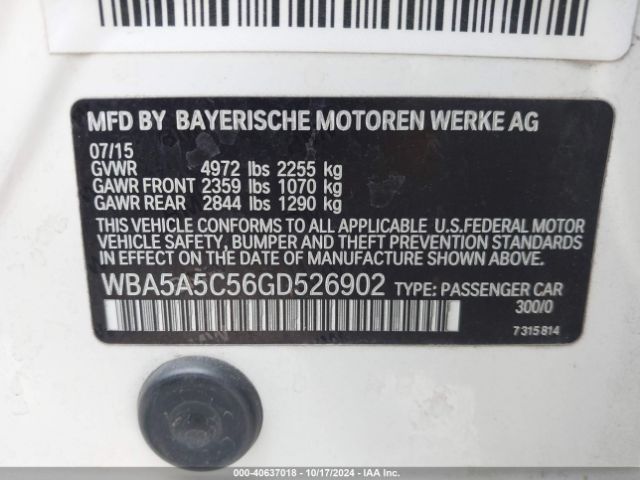 MFD BY BAYERISCHE MOTOREN WERKE AG
07/15
GVWR 4972 lbs 2255 kg
GAWR FRONT 2359 lbs 1070 kg
GAWR REAR 2844 lbs 1290 kg
THIS VEHICLE CONFORMS TO ALL APPLICABLE U.S.FEDERAL MOTOR
VEHICLE SAFETY, BUMPER AND THEFT PREVENTION STANDARDS
IN EFFECT ON THE DATE OF MANUFACTURE SHOWN ABOVE.
WBA5A5C56GD526902 TYPE: PASSENGER CAR
300/0
7315814
000-40637018 - 10/17/2024 - IAA Inc.